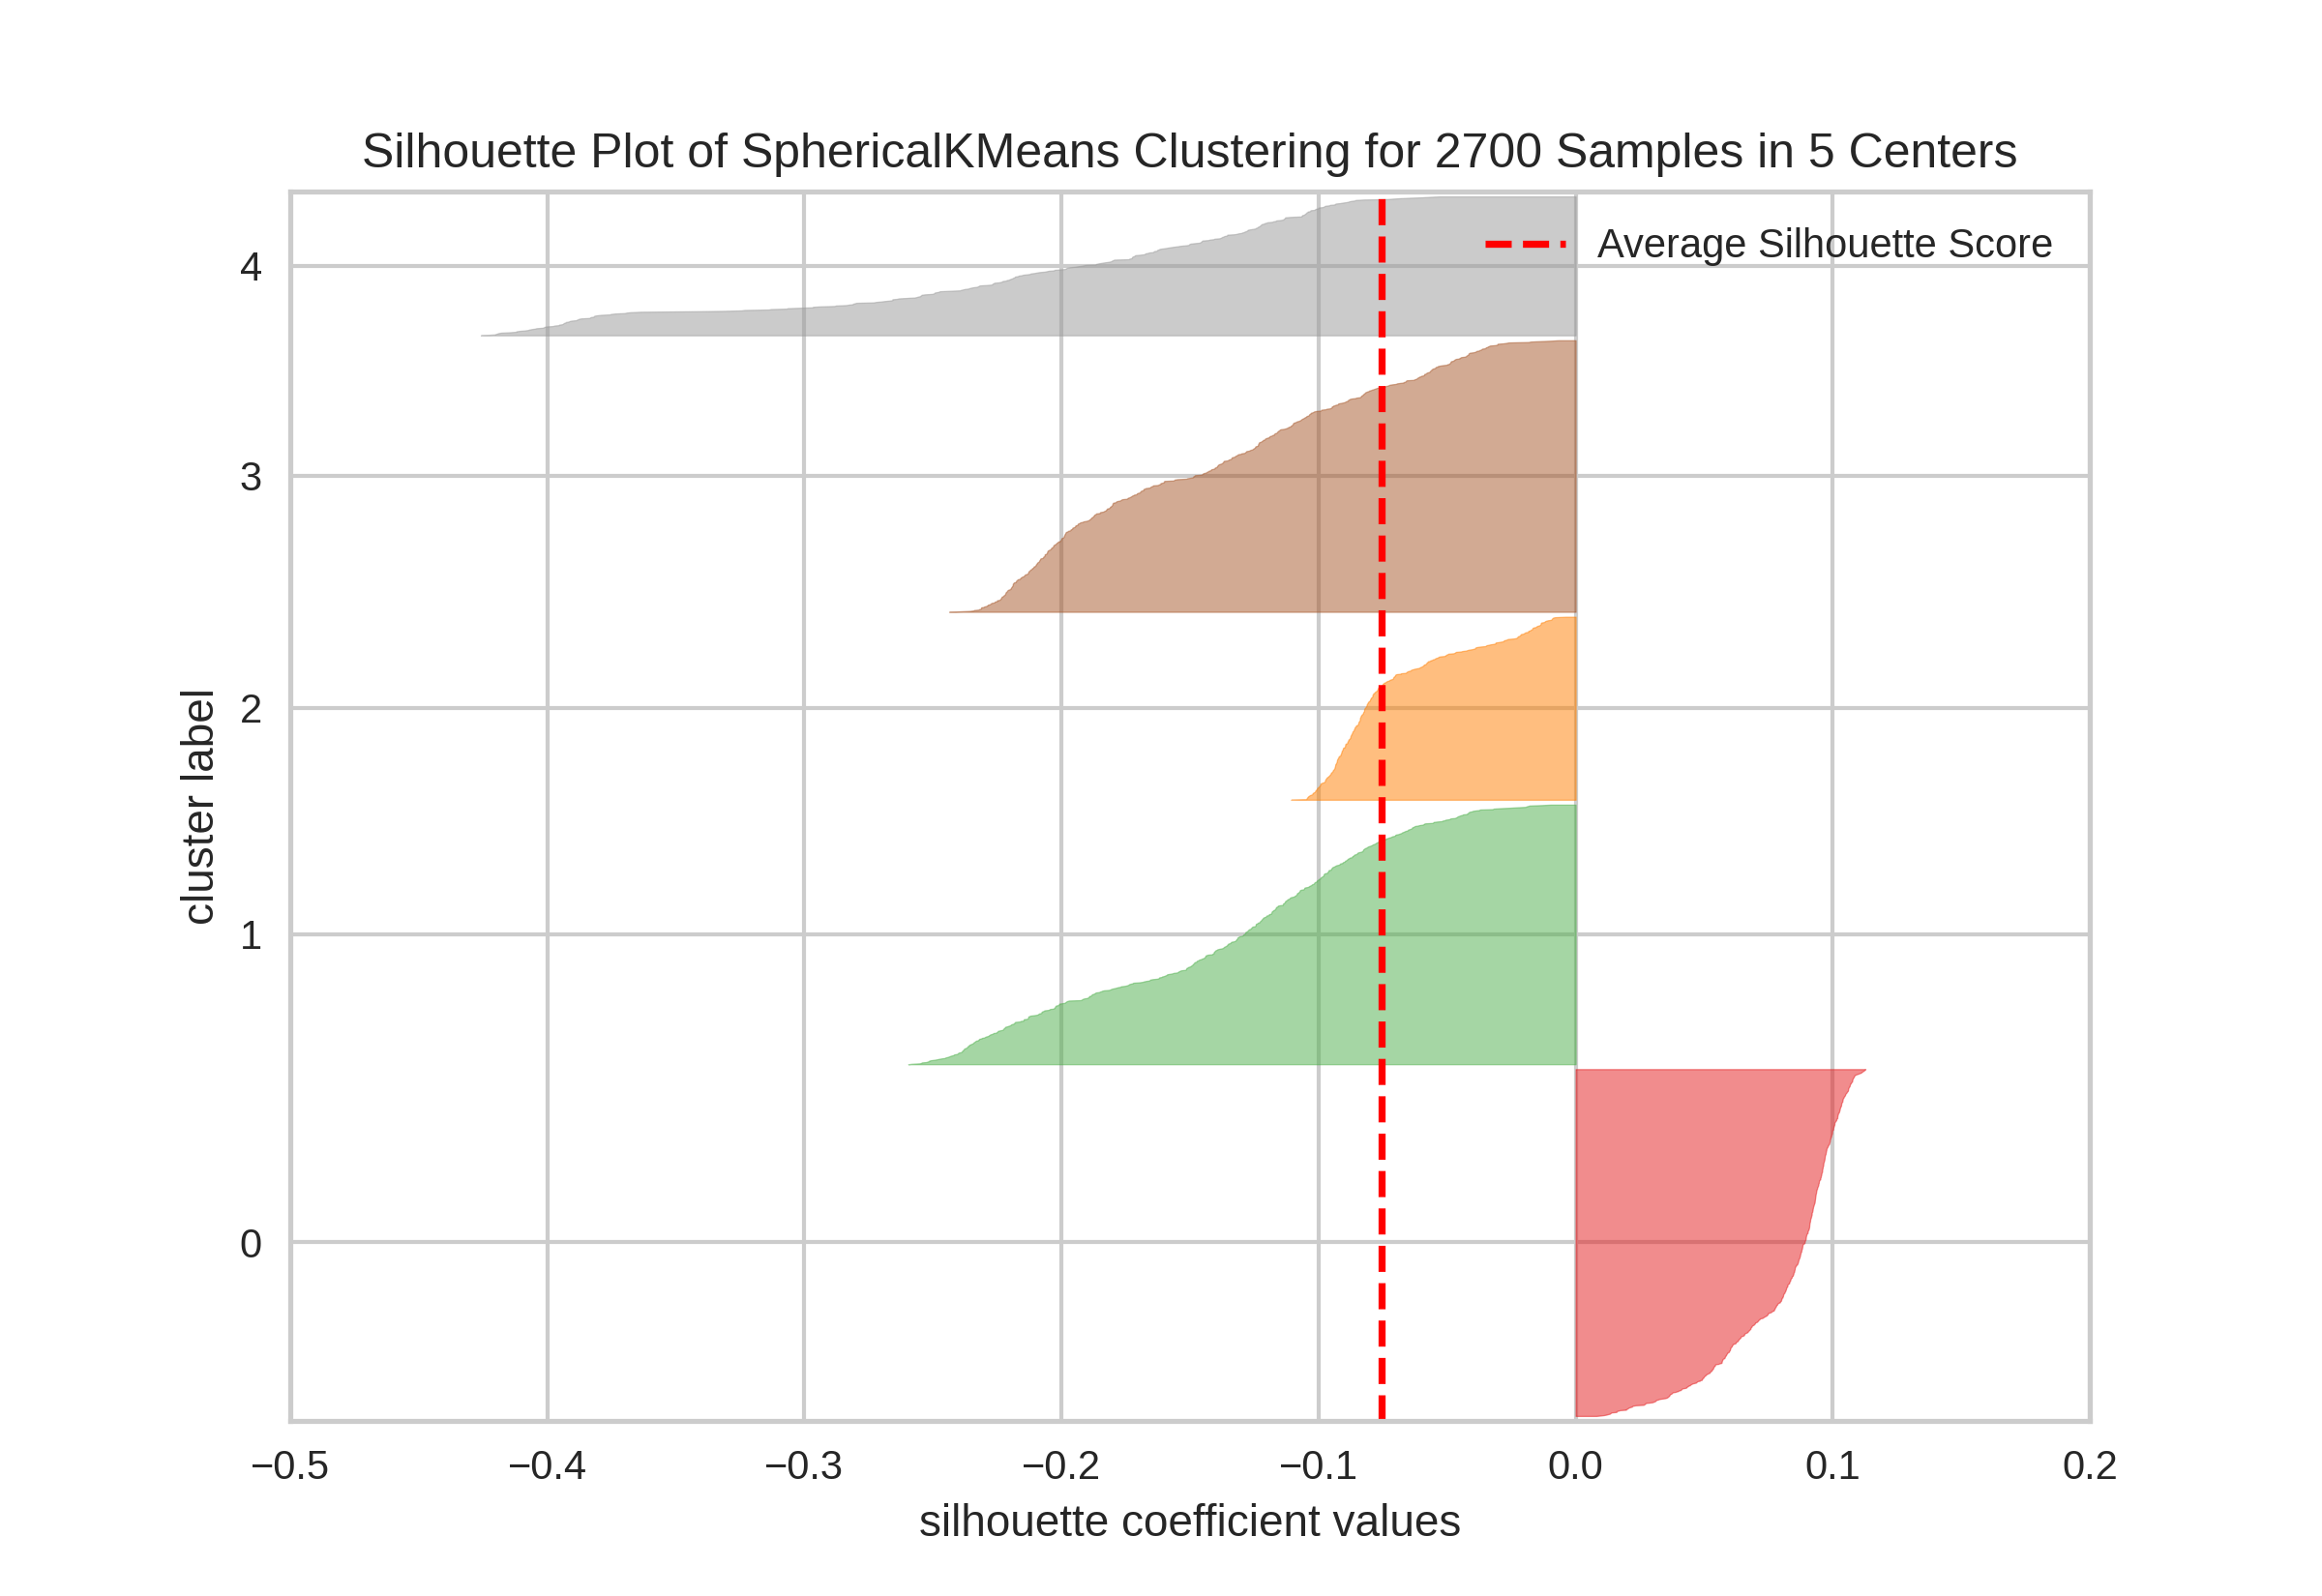 Silhouette Plot of SphericalKMeans Clustering for 2700 Samples in 5 Centers
Average Silhouette Score
4
3
2
1
0
cluster label
−0.5 −0.4 −0.3 −0.2 −0.1 0.0 0.1 0.2
silhouette coefficient values